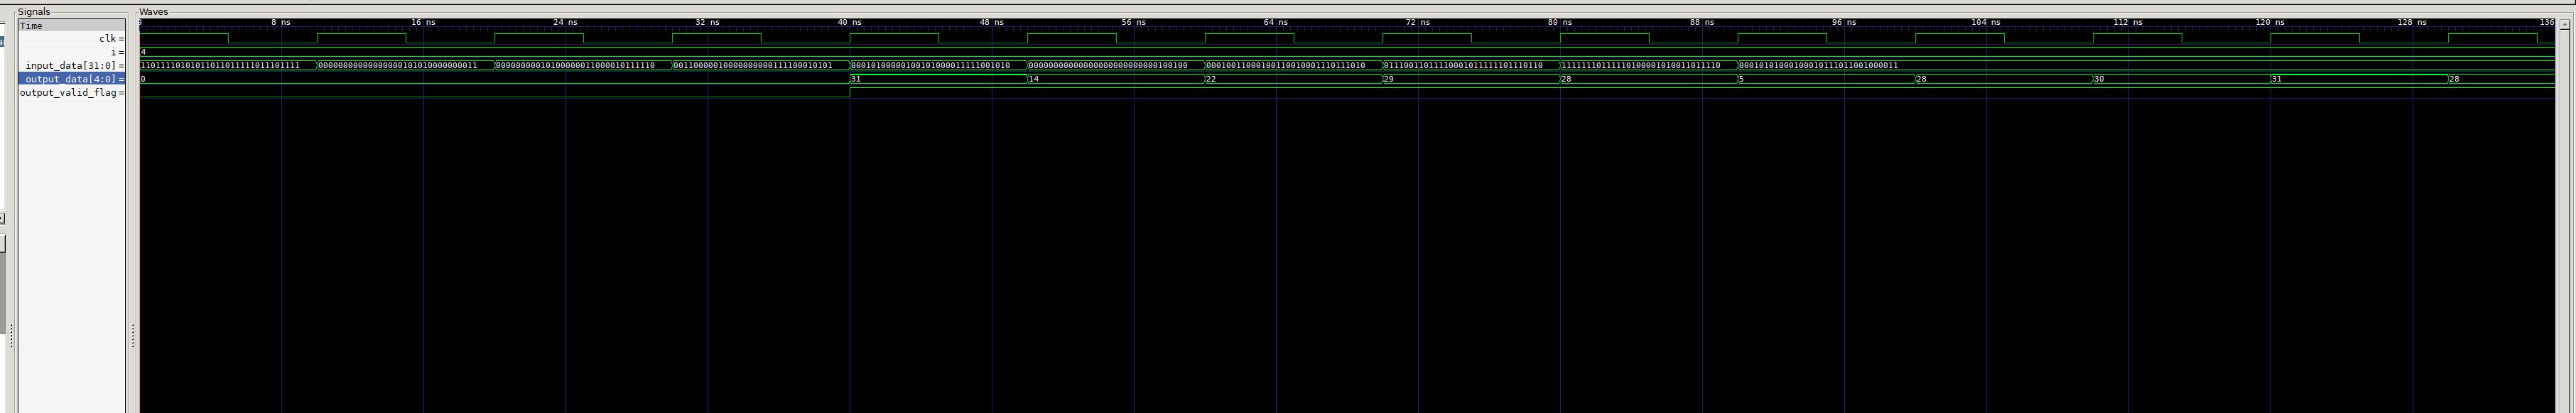 Signals
Waves
Time
8 ns 16 ns 24 ns 32 ns 40 ns 48 ns 56 ns 64 ns 72 ns 80 ns 88 ns 96 ns 104 ns 112 ns 120 ns 128 ns 136
clk =
i = 4
input_data[31:0] = 11011110101011011011111011101111 00000000000000000101010000000011 00000000010100000011000010111110 00110000010000000000111100010101 00010100000100101000011111001010 00000000000000000000000000100100 00010011000100110010001110111010 01110011011110001011111101110110 11111110111110100001010011011110 00010101000100010111011001000011
output_data[4:0] = 0 31 14 22 29 28 5 28 30 31 28
output_valid_flag =